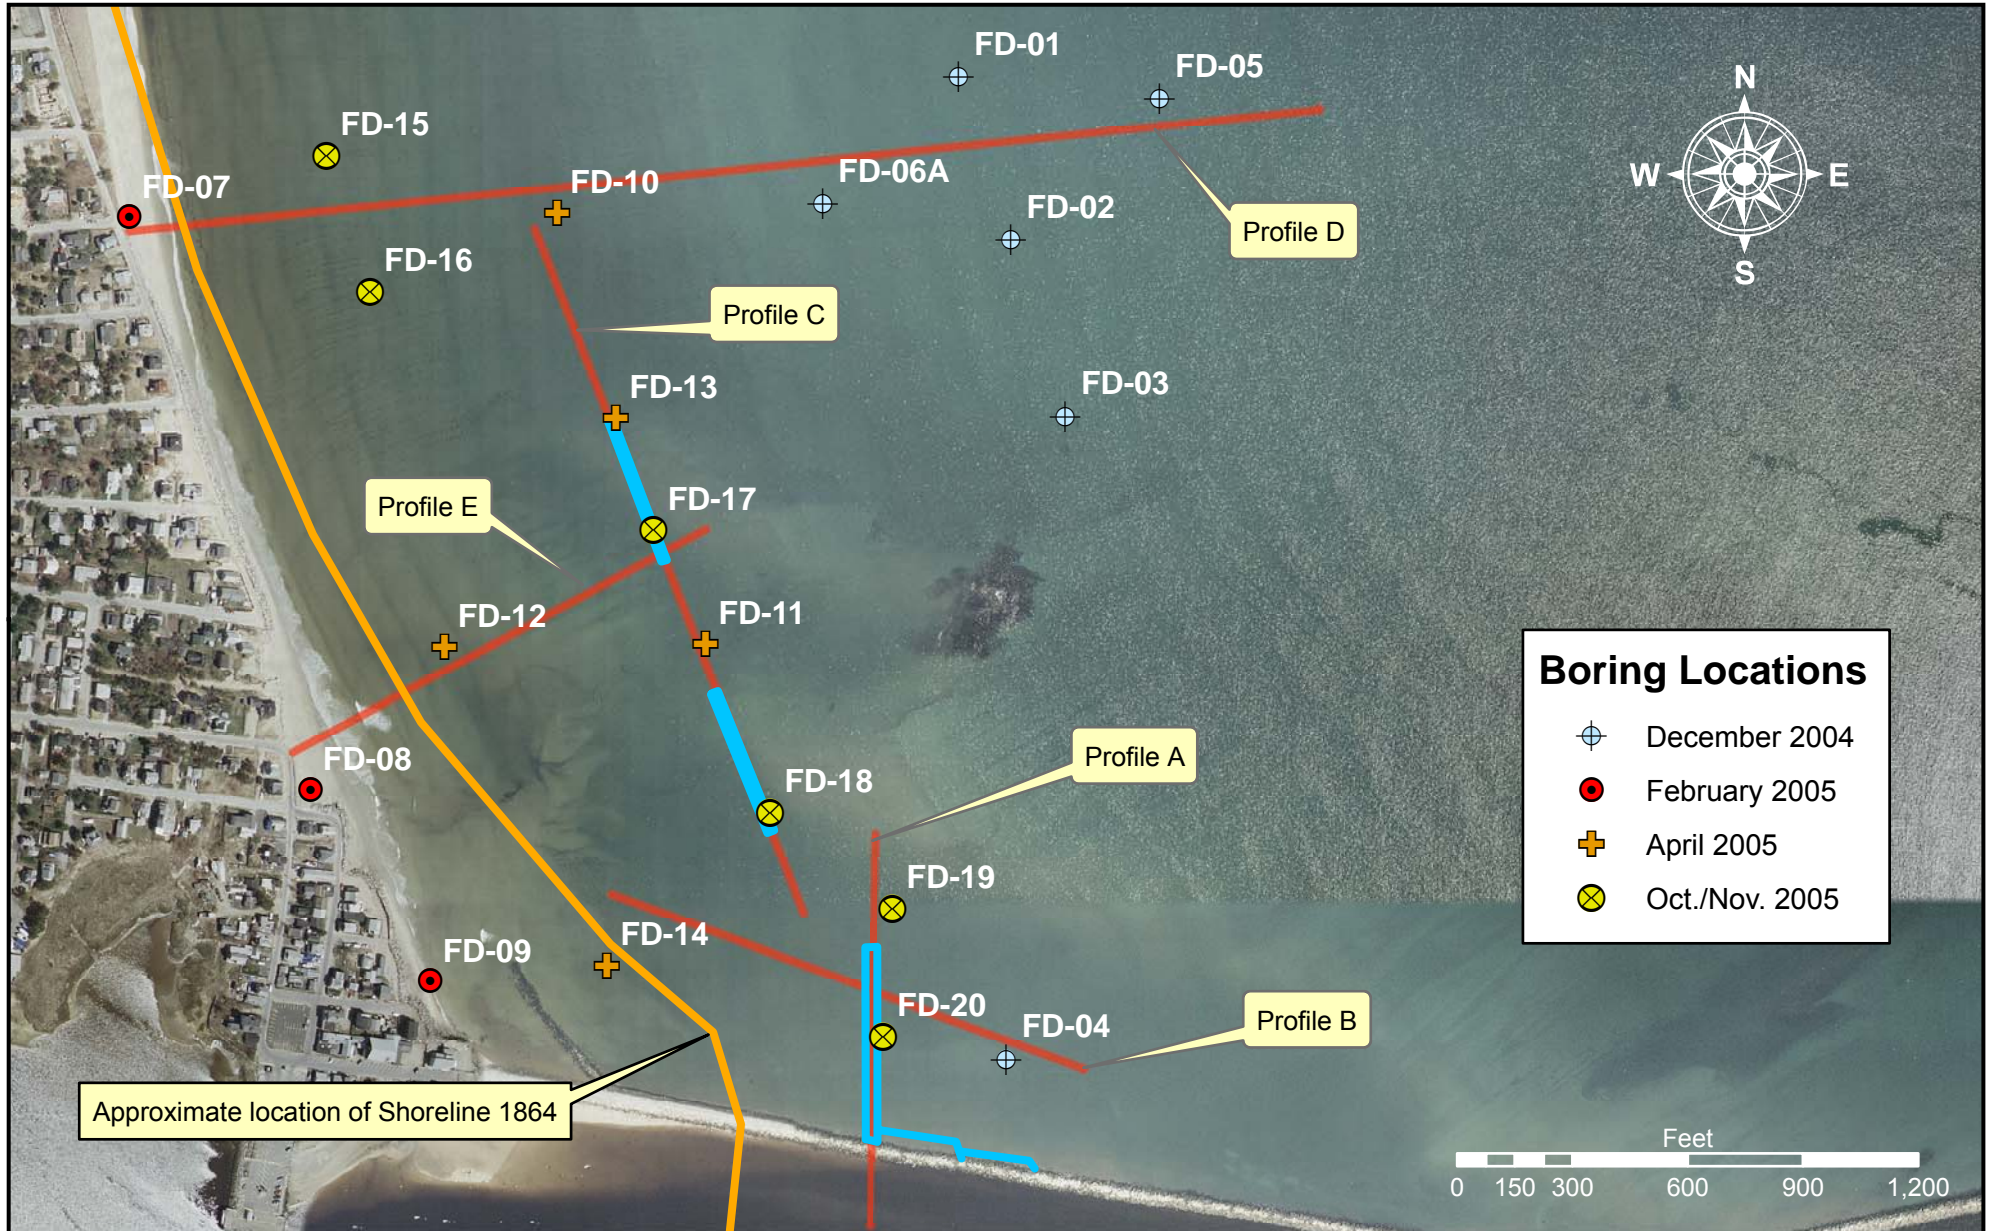 FD-01
FD-05
N
FD-15
FD-07
FD-10
FD-06A
W
E
FD-02
Profile D
FD-16
S
Profile C
FD-13
FD-03
Profile E
FD-17
FD-12
FD-11
Boring Locations
December 2004
February 2005
April 2005
Oct./Nov. 2005
FD-08
Profile A
FD-18
FD-19
FD-14
FD-09
FD-20
FD-04
Profile B
Approximate location of Shoreline 1864
Feet
0 150 300 600 900 1,200